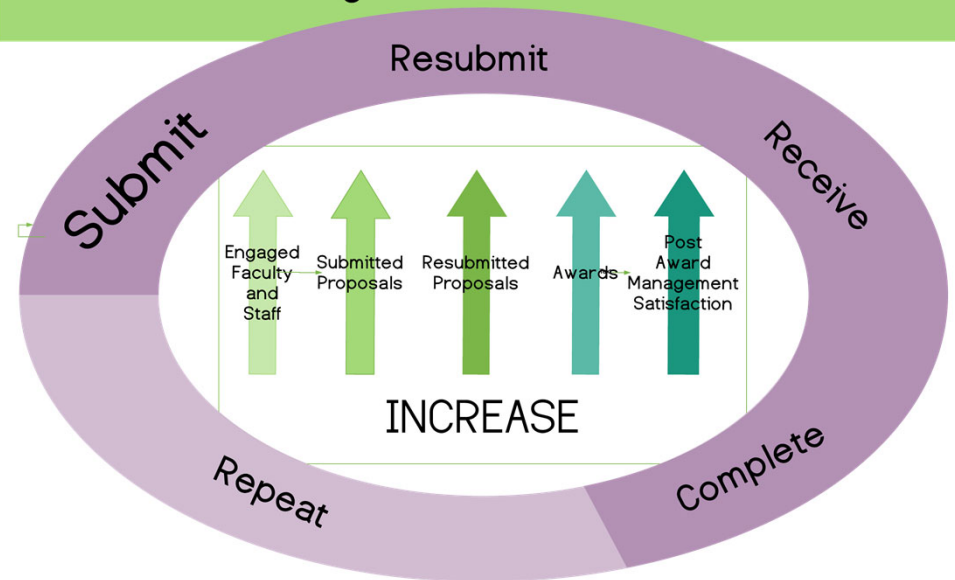 Resubmit
Submit
Receive
Engaged
Faculty
and
Staff
Submitted
Proposals
Resubmitted
Proposals
Awards
Post
Award
Management
Satisfaction
INCREASE
Complete
Repeat